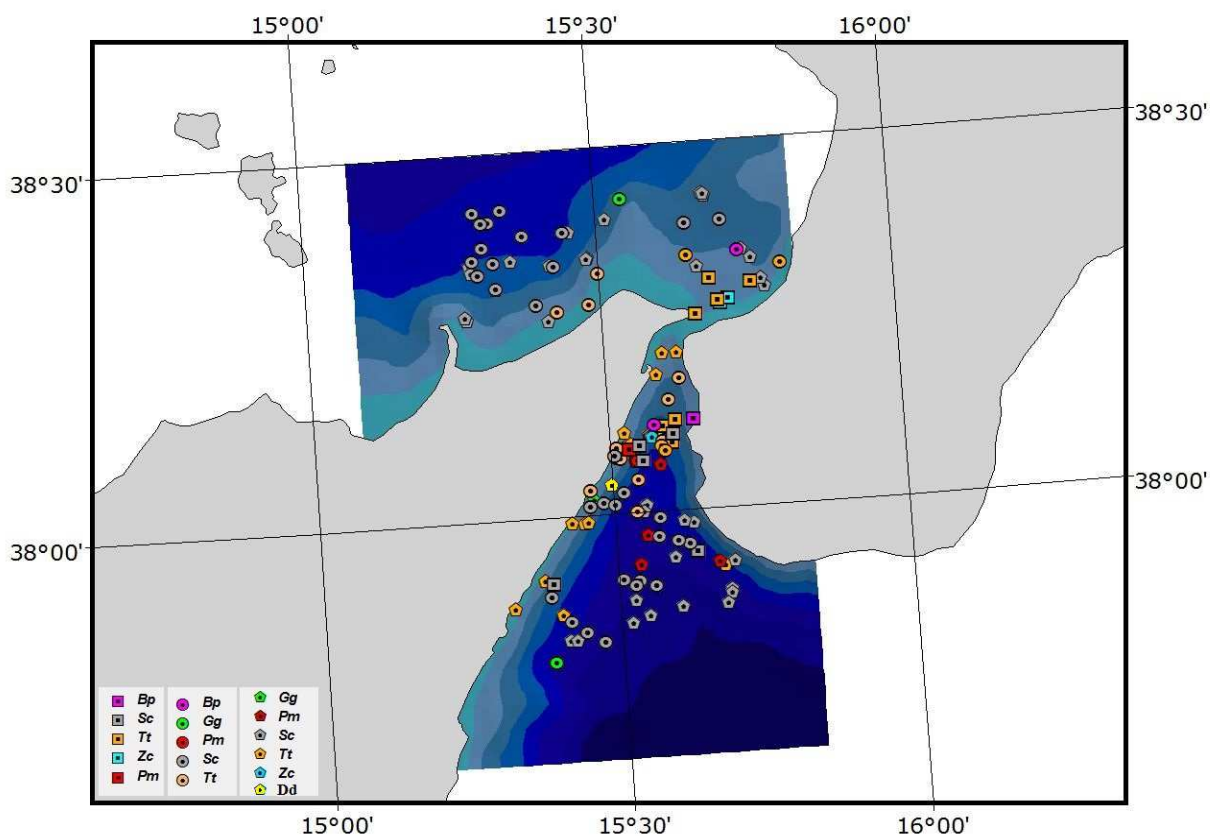 15°00' 15°30' 16°00'
38°30'
38°30'
38°00'
38°00'
Bp Bp Gg
Sc Gg Pm
Tt Pm Sc
Zc Sc Tt
Pm Tt Zc
Dd
15°00' 15°30' 16°00'